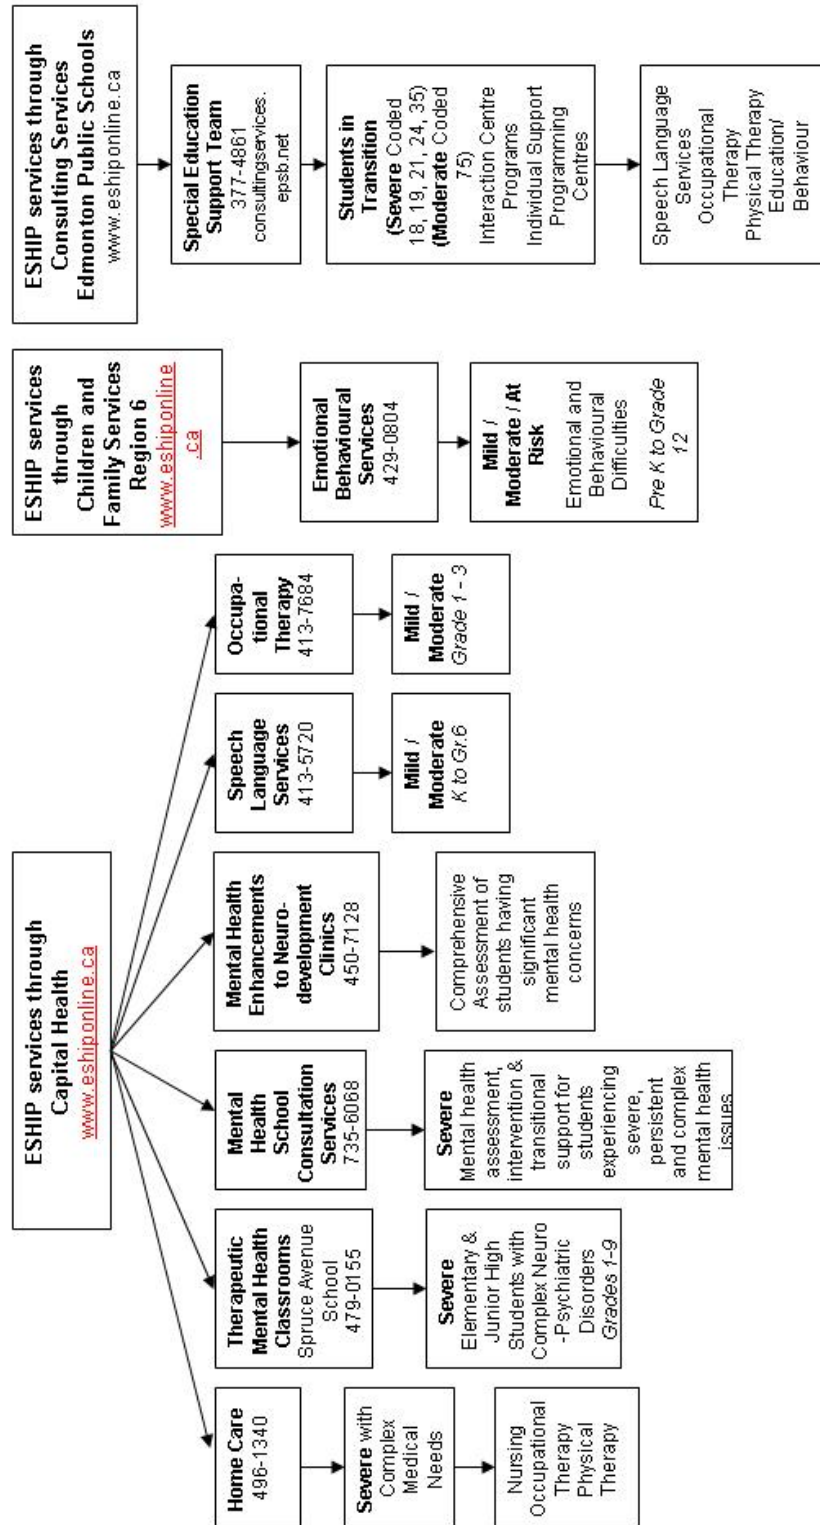 ESHIP services through
Capital Health
www.eshiponline.ca
Home Care
496-1340
Severe with
Complex
Medical
Needs
Nursing
Occupational
Therapy
Physical
Therapy
Therapeutic
Mental Health
Classrooms
Spruce Avenue
School
479-0155
Severe
Elementary &
Junior High
Students with
Complex Neuro
-Psychiatric
Disorders
Grades 1-9
Mental
Health
School
Consultation
Services
735-6068
Severe
Mental health
assessment,
intervention &
transitional
support for
students
experiencing
severe,
persistent
and complex
mental health
issues
Mental Health
Enhancements
to Neuro-
development
Clinics
450-7128
Comprehensive
Assessment of
students having
significant
mental health
concerns
Speech
Language
Services
413-5720
Mild /
Moderate
K to Gr.6
Occupa-
tional
Therapy
413-7684
Mild /
Moderate
Grade 1 - 3
ESHIP services
through
Children and
Family Services
Region 6
www.eshiponline
.ca
Emotional
Behavioural
Services
429-0804
Mild /
Moderate / At
Risk
Emotional and
Behavioural
Difficulties
Pre K to Grade
12
ESHIP services through
Consulting Services
Edmonton Public Schools
www.eshiponline.ca
Special Education
Support Team
377-4861
consultingservices.
epsb.net
Students in
Transition
(Severe Coded
18, 19, 21, 24, 35)
(Moderate Coded
75)
Interaction Centre
Programs
Individual Support
Programming
Centres
Speech Language
Services
Occupational
Therapy
Physical Therapy
Education/
Behaviour